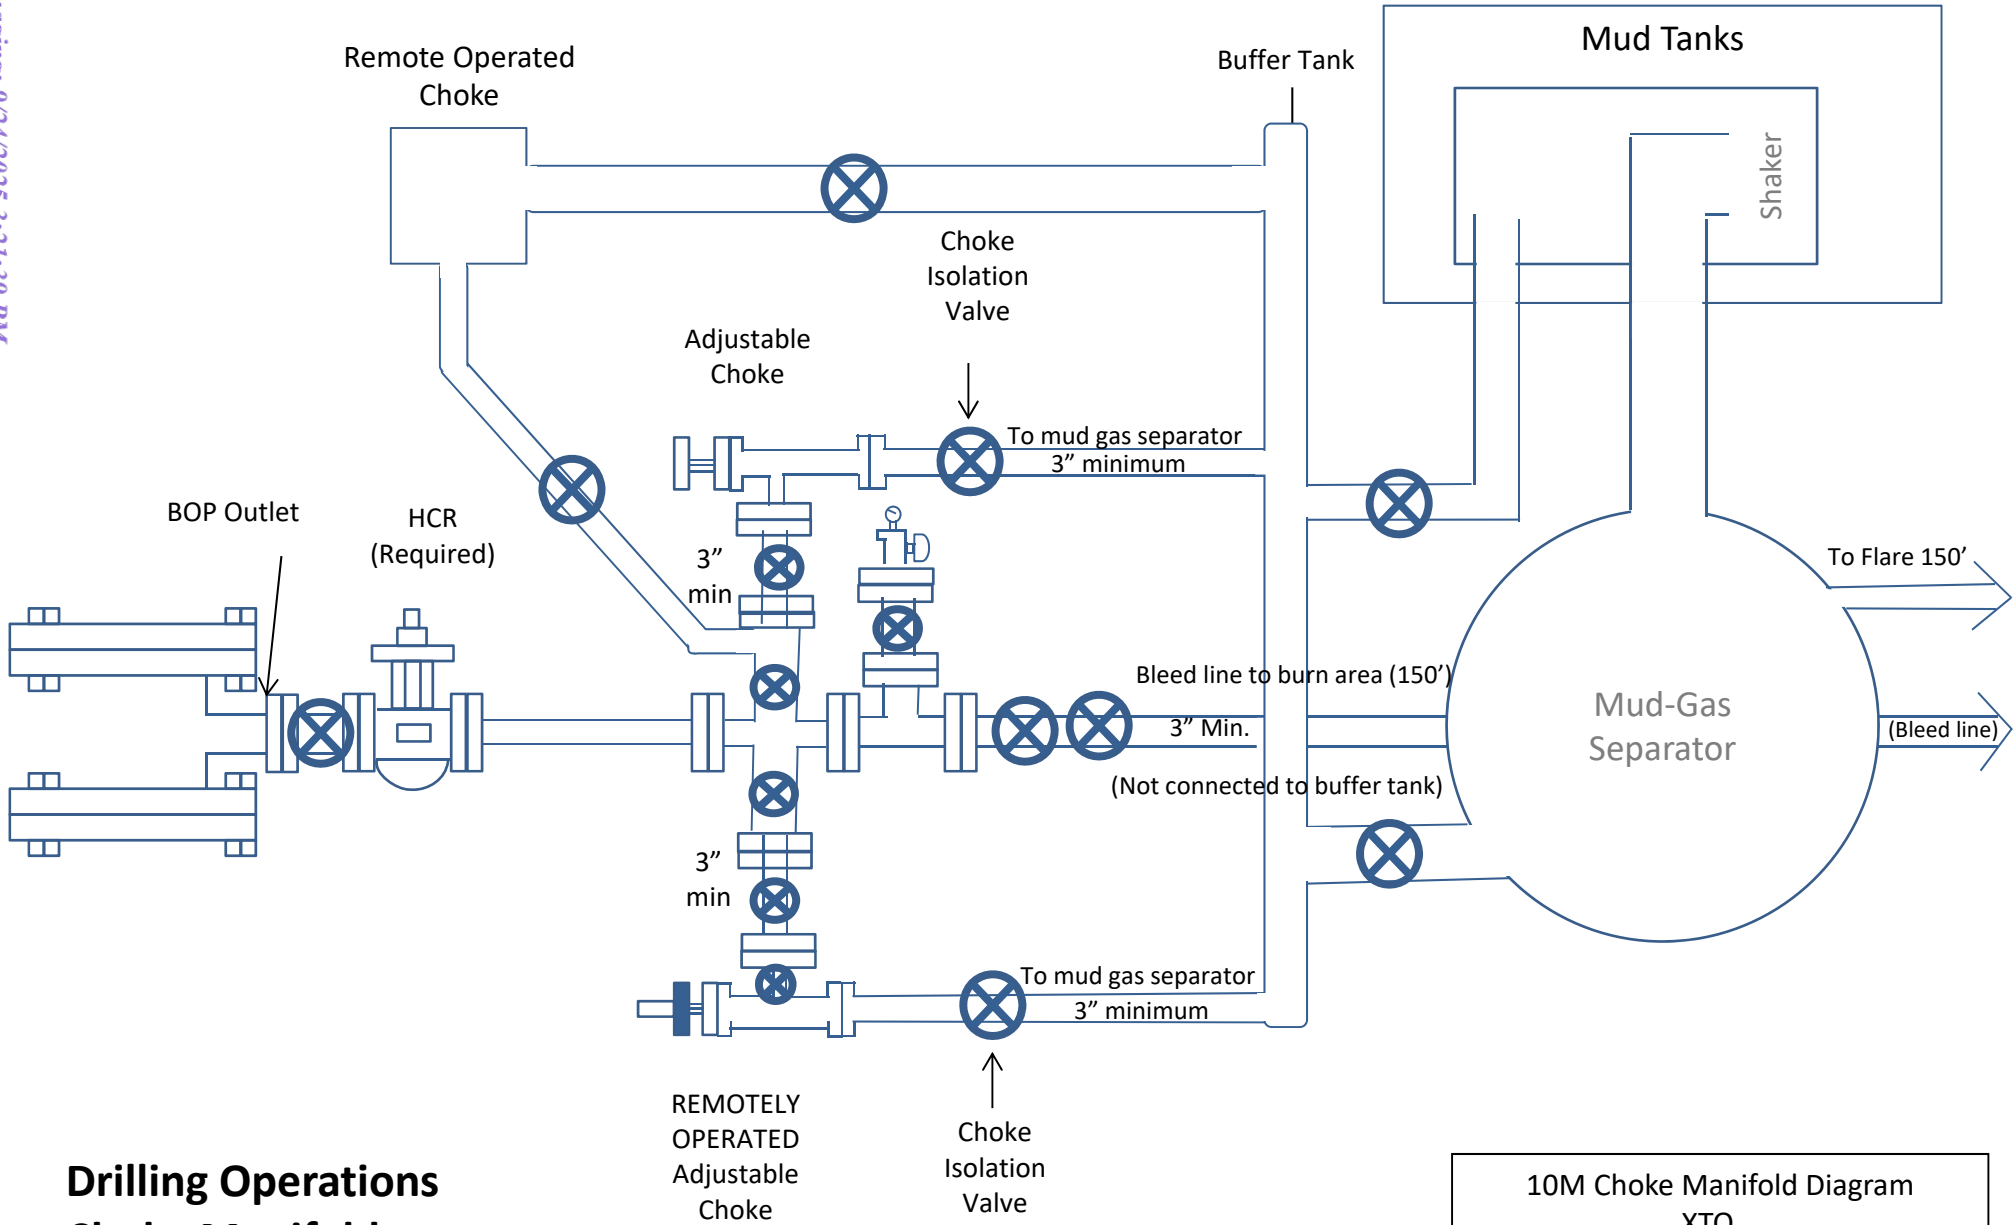 Mud Tanks
Remote Operated
Choke
Buffer Tank
Shaker
Choke
Isolation
Valve
Adjustable
Choke
To mud gas separator
3” minimum
BOP Outlet
HCR
(Required)
3”
min
To Flare 150’
Bleed line to burn area (150’)
3” Min.
(Not connected to buffer tank)
Mud-Gas
Separator
(Bleed line)
3”
min
To mud gas separator
3” minimum
REMOTELY
OPERATED
Adjustable
Choke
Choke
Isolation
Valve
Drilling Operations
10M Choke Manifold Diagram
XTO